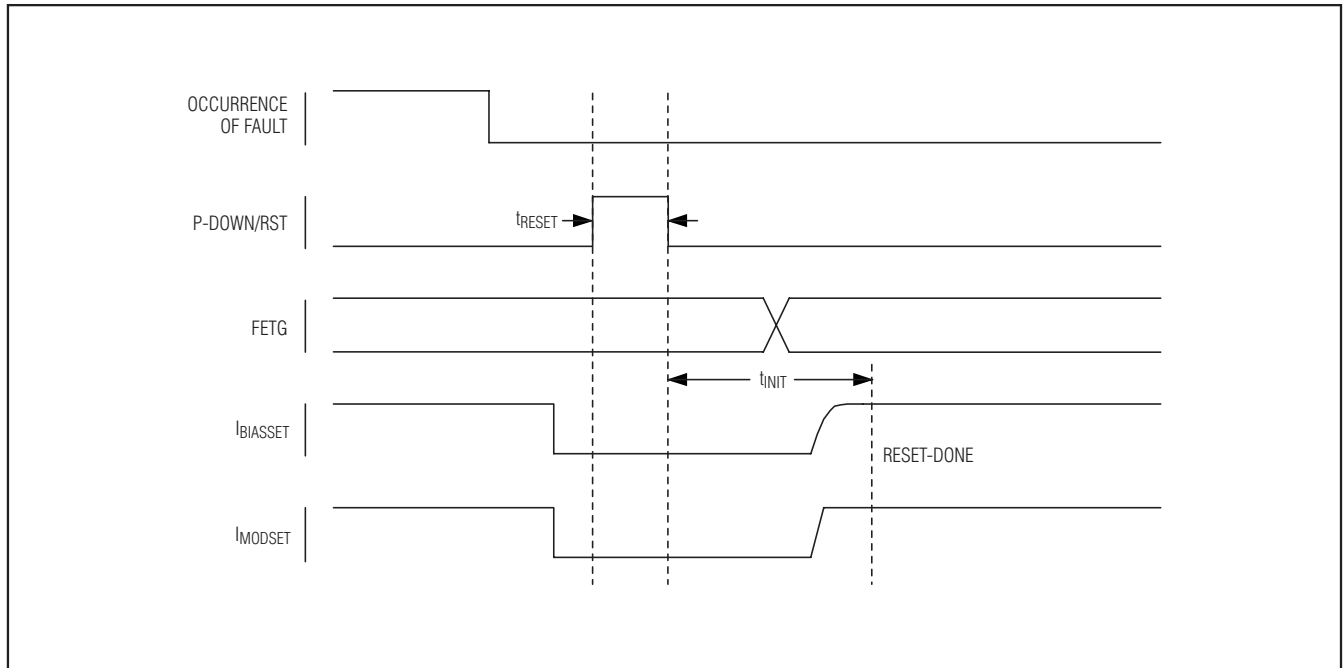 OCCURRENCE
OF FAULT
P-DOWN/RST
tRESET
FETG
tINIT
IBIASSET
RESET-DONE
IMODSET